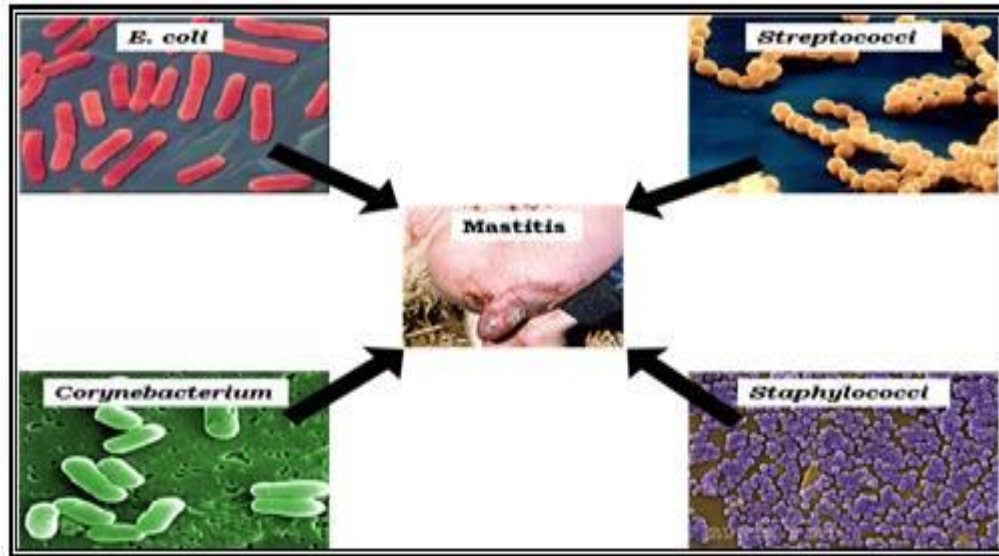 E. coli
Streptococci
Mastitis
Corynebacterium
Staphylococci